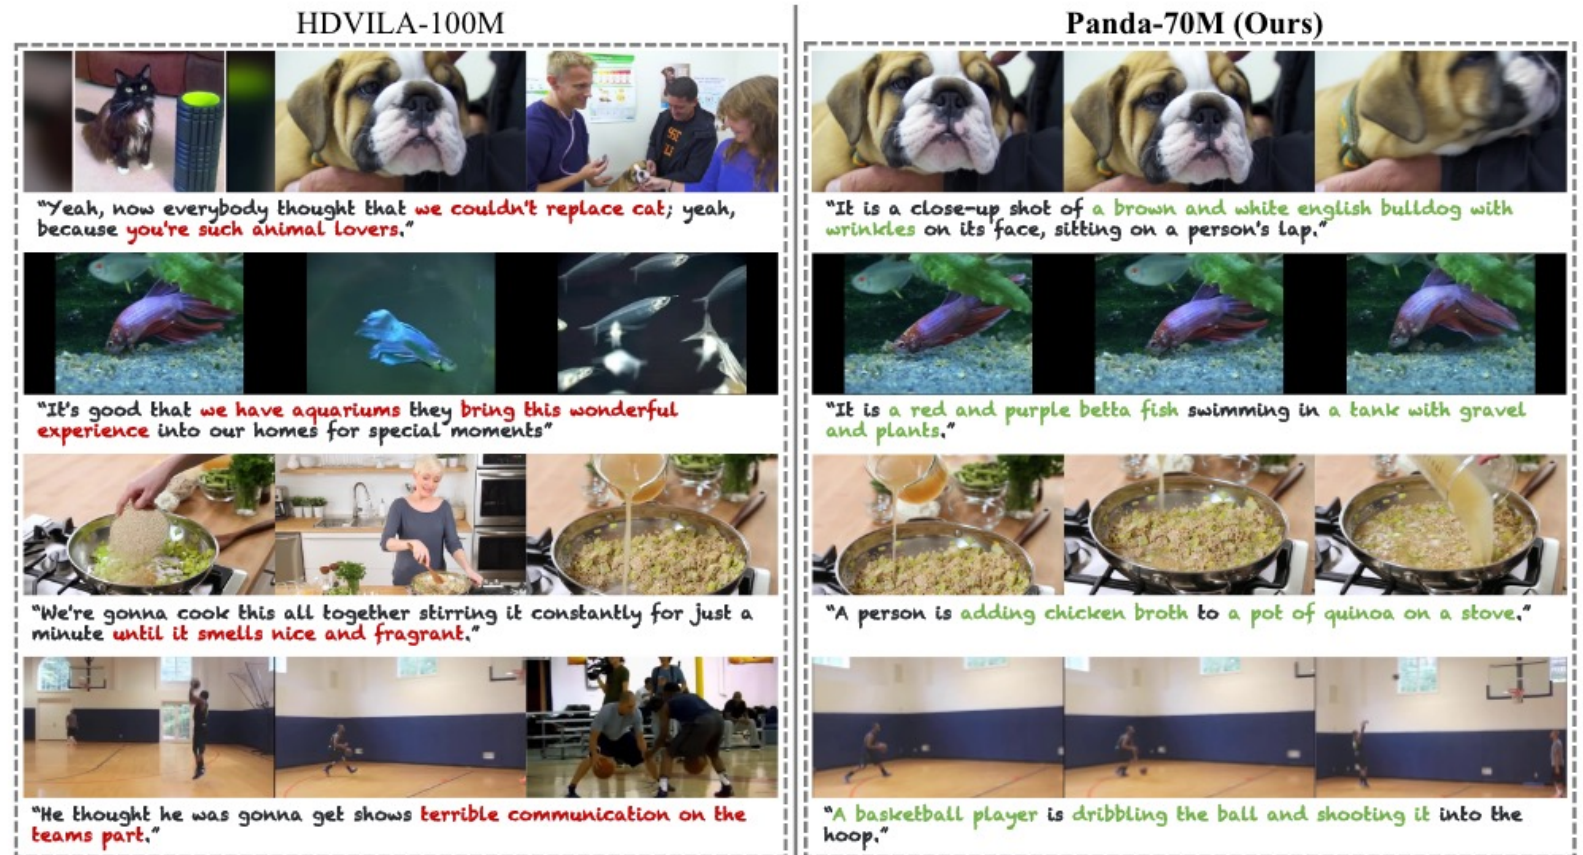 HDVILA-100M
"Yeah, now everybody thought that we couldn't replace cat; yeah,
because you're such animal lovers."
"It's good that we have aquariums they bring this wonderful
experience into our homes for special moments"
"We're gonna cook this all together stirring it constantly for just a
minute until it smells nice and fragrant."
"He thought he was gonna get shows terrible communication on the
teams part."
Panda-70M (Ours)
"It is a close-up shot of a brown and white english bulldog with
wrinkles on its face, sitting on a person's lap."
"It is a red and purple betta fish swimming in a tank with gravel
and plants."
"A person is adding chicken broth to a pot of quinoa on a stove."
"A basketball player is dribbling the ball and shooting it into the
hoop."